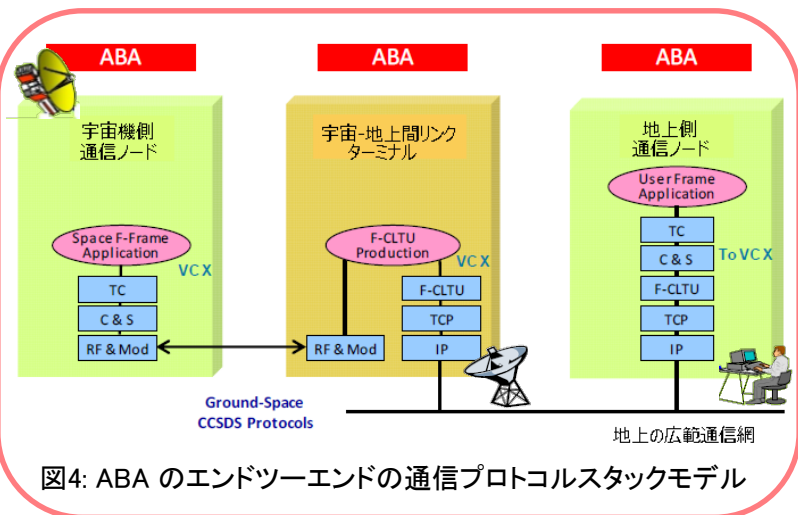 ABA
ABA
ABA
宇宙機側
通信ノード
Space F-Frame
Application
VC X
TC
C & S
RF & Mod
宇宙-地上間リンク
ターミナル
F-CLTU
Production
VC X
F-CLTU
TCP
RF & Mod
IP
地上側
通信ノード
User Frame
Application
TC
C & S
To VC X
F-CLTU
TCP
IP
Ground-Space
CCSDS Protocols
地上の広範通信網
図4: ABA のエンドツーエンドの通信プロトコルスタックモデル